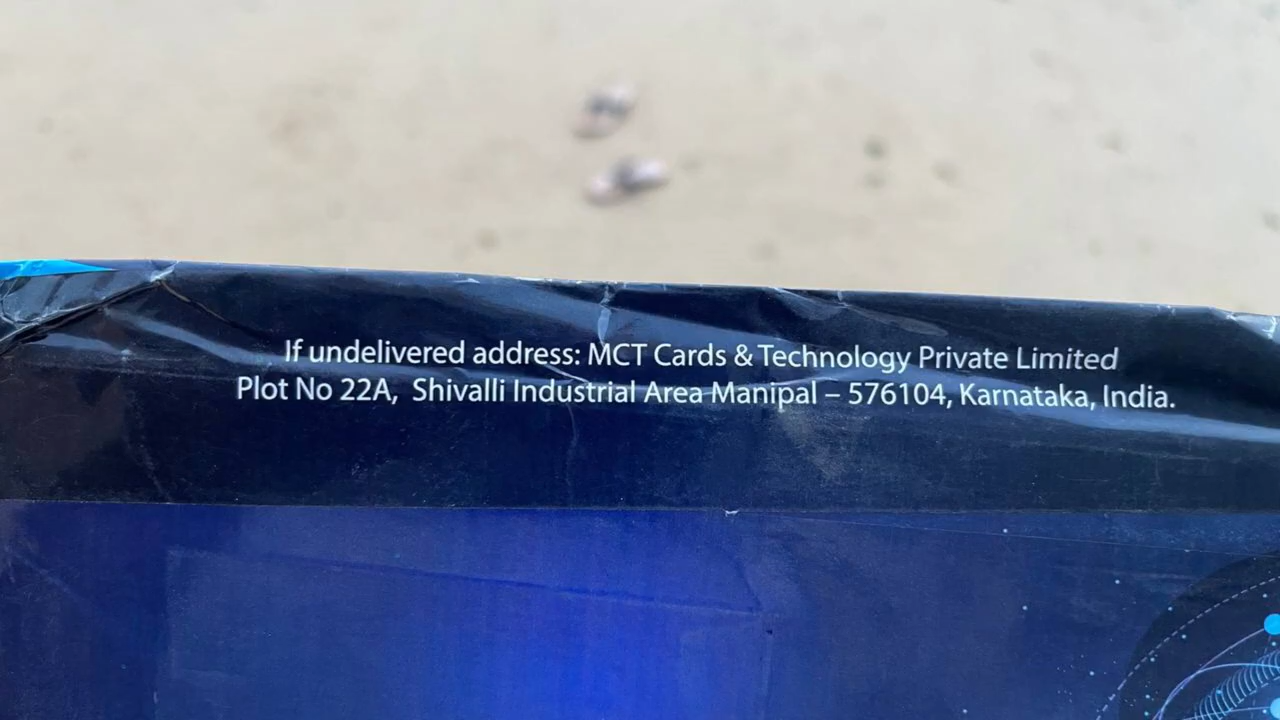 If undelivered address: MCT Cards & Technology Private Limited
Plot No 22A, Shivalli Industrial Area Manipal – 576104, Karnataka, India.